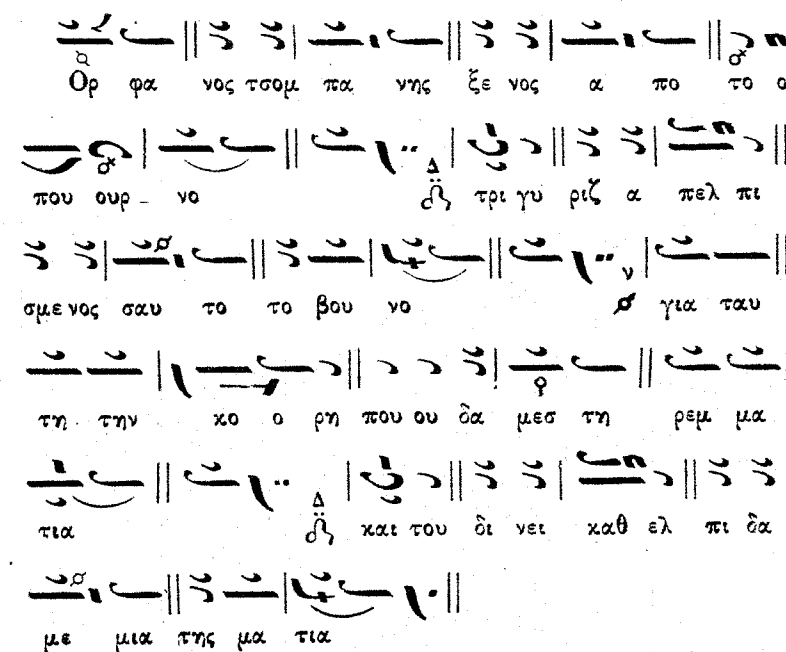 Ορ φα νος τσομ πα νης ξε νος α πο το ο
που ουρ _ νο Δ τρι γυ ριζ α πελ πι
σμε νος σαυ το το βου νο ν για ταυ
τη την κο ο ρη που ου δα μεσ τη ρεμ μα
τια Δ και του δι νει καθ ελ πι δα
με μια της μα τια